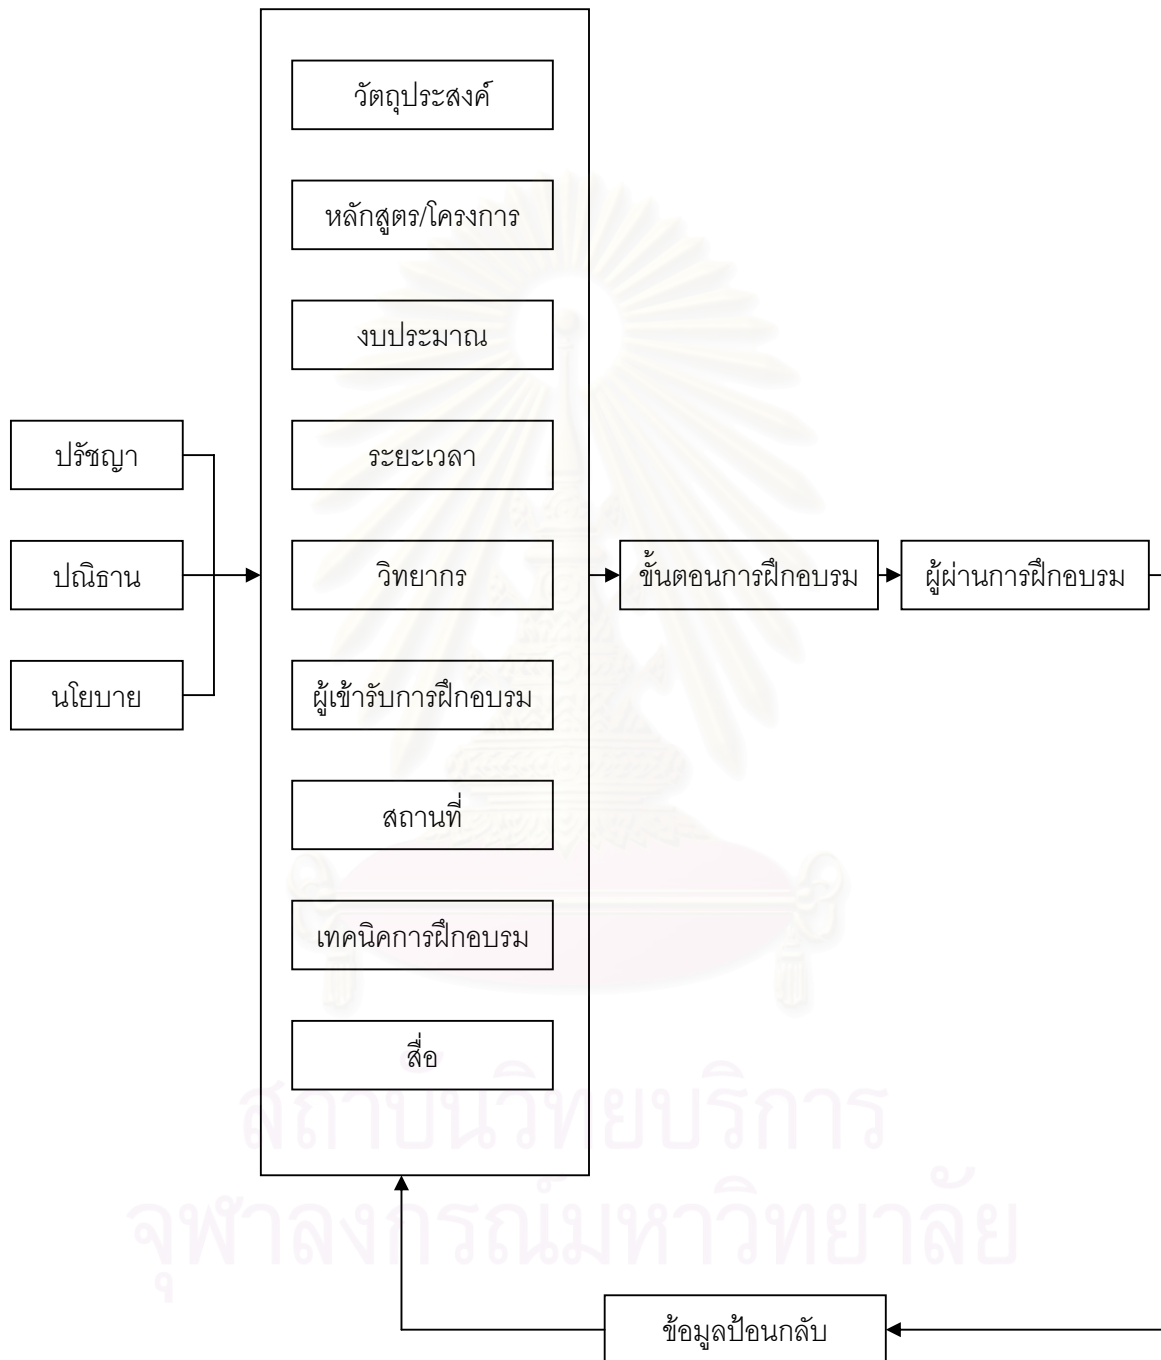 วัตถุประสงค์
หลักสูตร/โครงการ
งบประมาณ
ปรัชญา
ระยะเวลา
ปณิธาน
วิทยากร
ขั้นตอนการฝึกอบรม
ผู้ผ่านการฝึกอบรม
นโยบาย
ผู้เข้ารับการฝึกอบรม
สถานที่
เทคนิคการฝึกอบรม
สื่อ
สถาบันวิทยบริการ
จุฬาลงกรณ์มหาวิทยาลัย
ข้อมูลป้อนกลับ